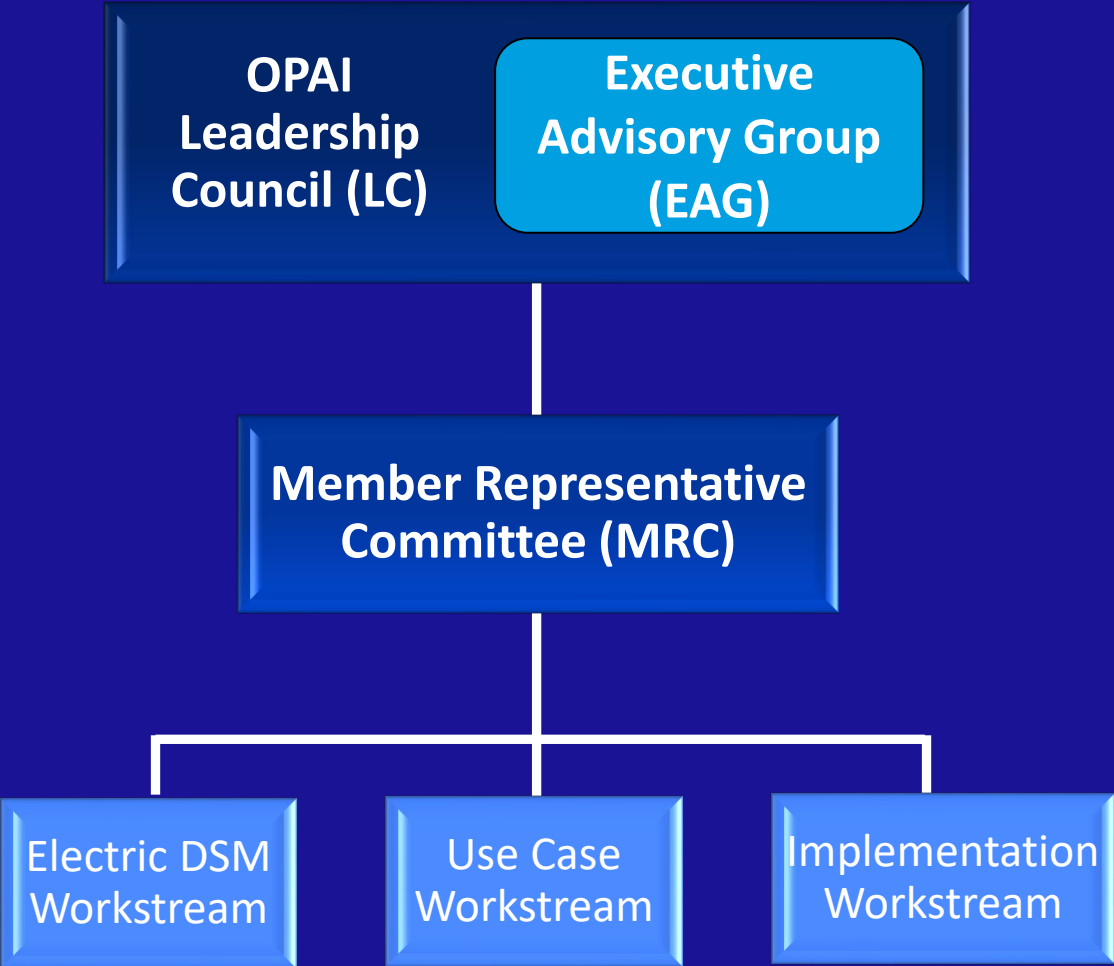 OPAI
Leadership
Council (LC)
Executive
Advisory Group
(EAG)
Member Representative
Committee (MRC)
Electric DSM
Workstream
Use Case
Workstream
Implementation
Workstream